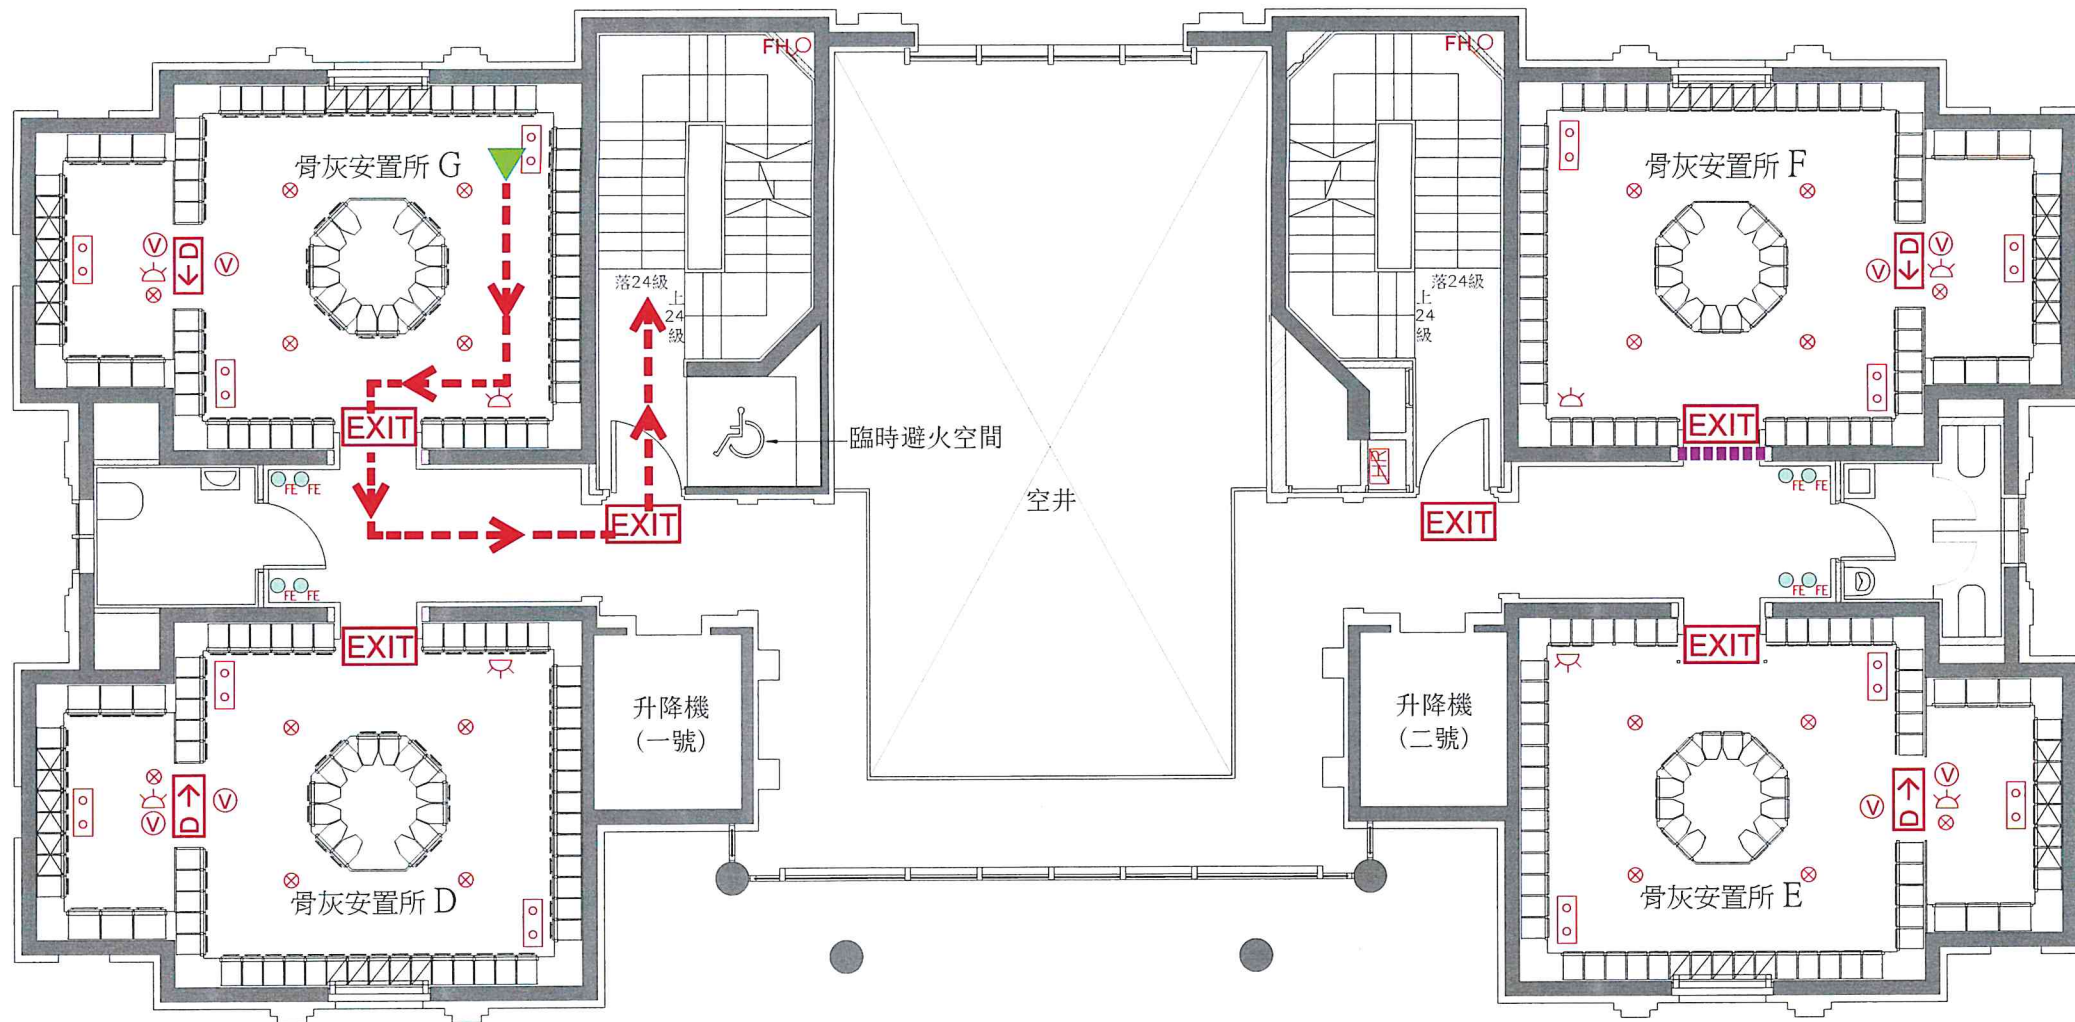 FH
FH
骨灰安置所 G
骨灰安置所 F
V
V
D
V
V
D
落24級
上
24
級
落24級
上
24
級
EXIT
EXIT
臨時避火空間
HR
空井
FE FE
FE FE
EXIT
EXIT
FE FE
FE FE
EXIT
EXIT
升降機
(一號)
升降機
(二號)
D
V
V
D
V
V
骨灰安置所 D
骨灰安置所 E